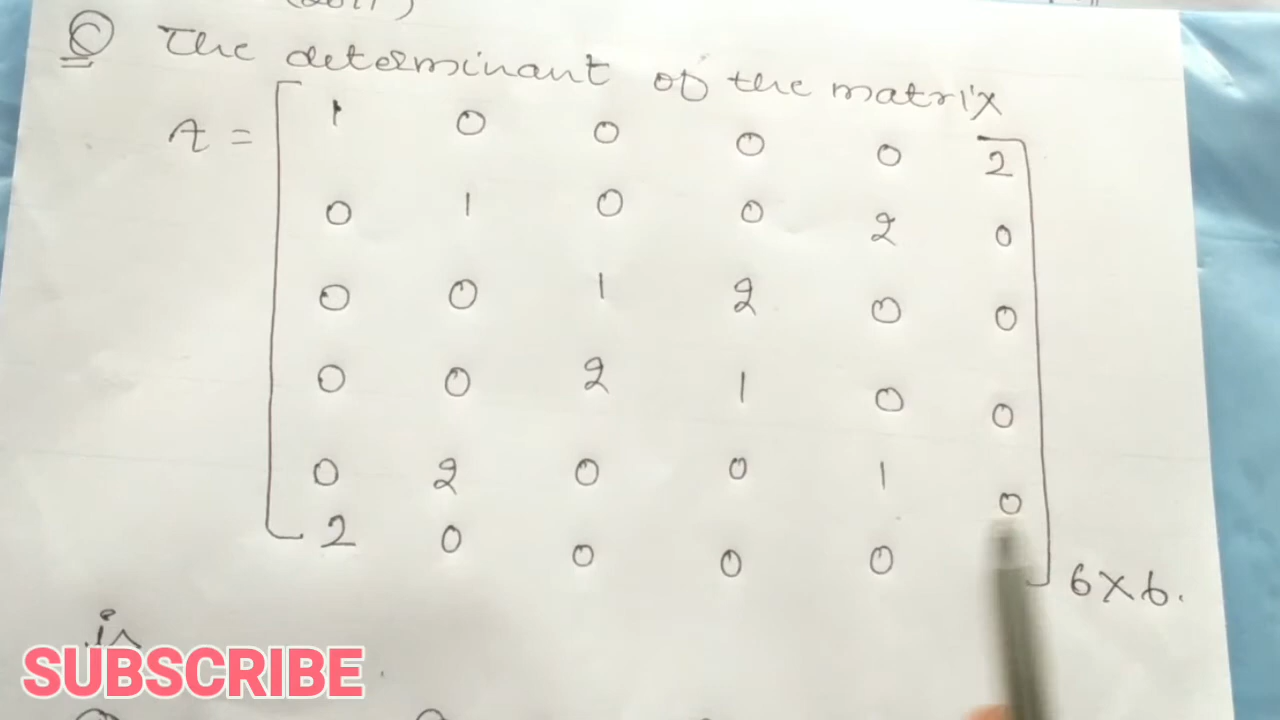 Ⓒ The determinant of the matrix
A = [ 1 0 0 0 0 2
0 1 0 0 2 0
0 0 1 2 0 0
0 0 2 1 0 0
0 2 0 0 1 0
2 0 0 0 0 ] 6×6.
is
SUBSCRIBE